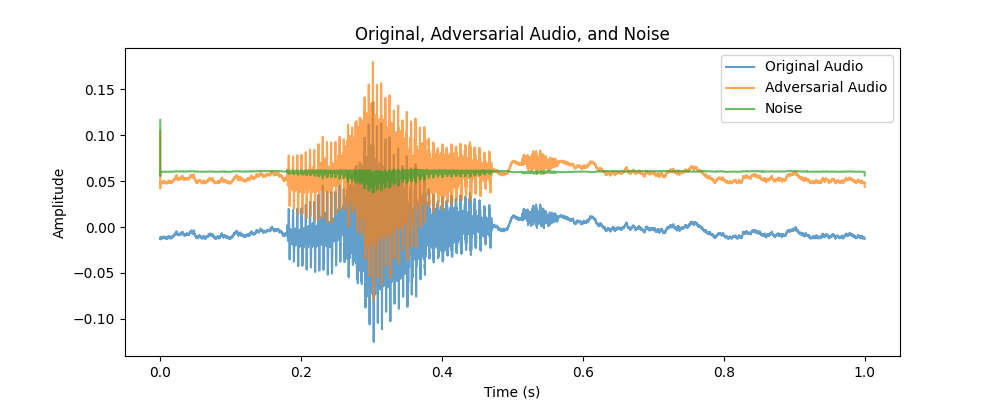 Original, Adversarial Audio, and Noise
Original Audio
Adversarial Audio
Noise
0.15
0.10
0.05
0.00
−0.05
−0.10
Amplitude
0.0 0.2 0.4 0.6 0.8 1.0
Time (s)